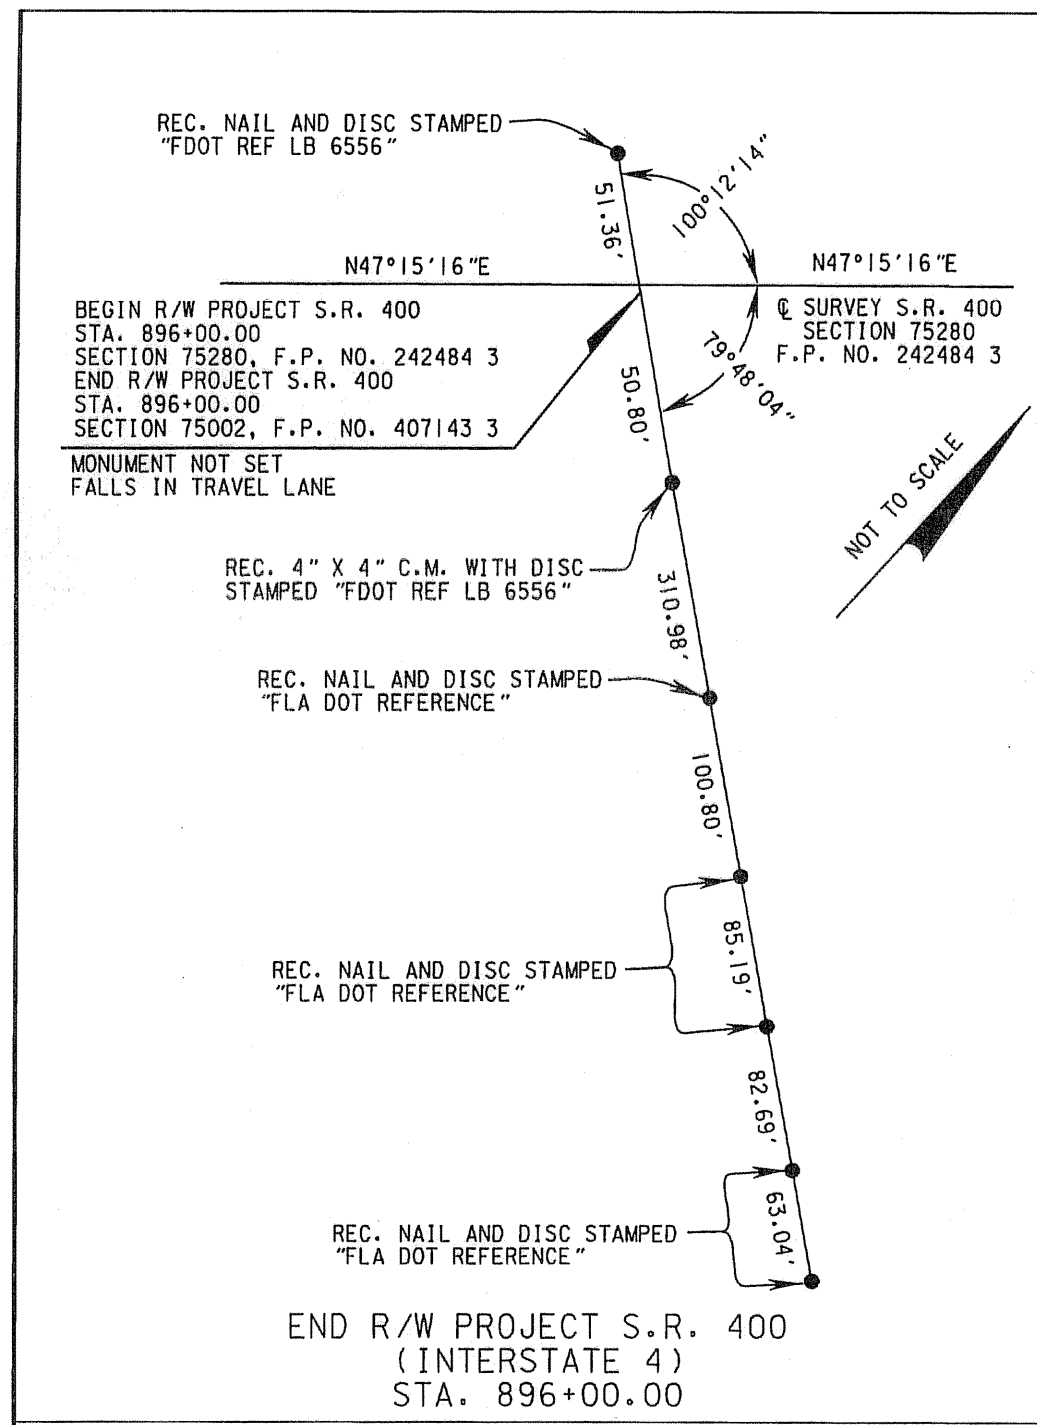 REC. NAIL AND DISC STAMPED
"FDOT REF LB 6556"
51.36'
100°12'14"
N47°15'16"E
N47°15'16"E
BEGIN R/W PROJECT S.R. 400
STA. 896+00.00
SECTION 75280, F.P. NO. 242484 3
END R/W PROJECT S.R. 400
STA. 896+00.00
SECTION 75002, F.P. NO. 407143 3
MONUMENT NOT SET
FALLS IN TRAVEL LANE
℄ SURVEY S.R. 400
SECTION 75280
F.P. NO. 242484 3
79°48'04"
50.80'
NOT TO SCALE
REC. 4" X 4" C.M. WITH DISC
STAMPED "FDOT REF LB 6556"
310.98'
REC. NAIL AND DISC STAMPED
"FLA DOT REFERENCE"
100.80'
REC. NAIL AND DISC STAMPED
"FLA DOT REFERENCE"
85.19'
82.69'
REC. NAIL AND DISC STAMPED
"FLA DOT REFERENCE"
63.04'
END R/W PROJECT S.R. 400
(INTERSTATE 4)
STA. 896+00.00